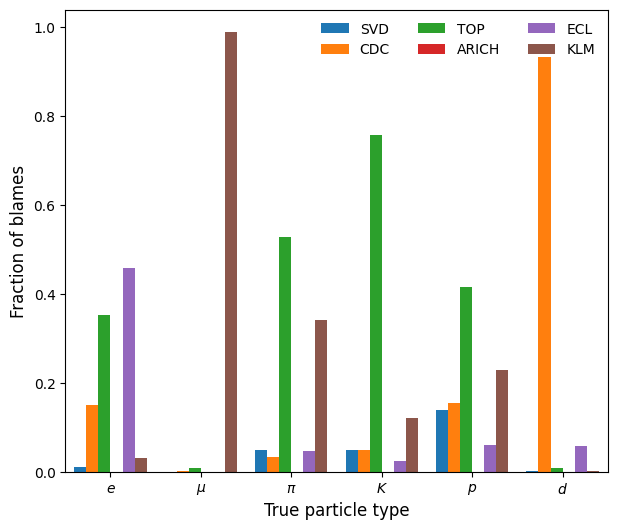 1.0
0.8
0.6
0.4
0.2
0.0
Fraction of blames
SVD
CDC
TOP
ARICH
ECL
KLM
e
μ
π
K
p
d
True particle type